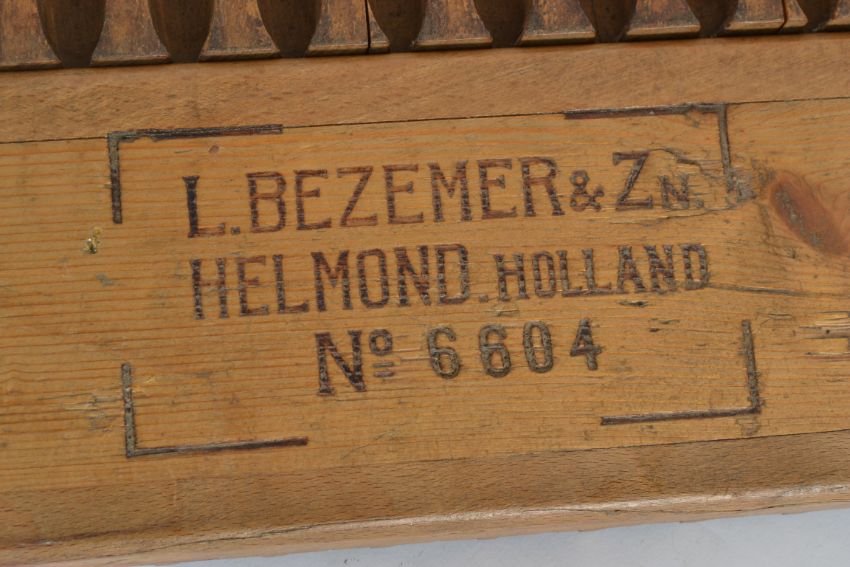 L. BEZEMER & ZN.
HELMOND. HOLLAND
Nº 6604